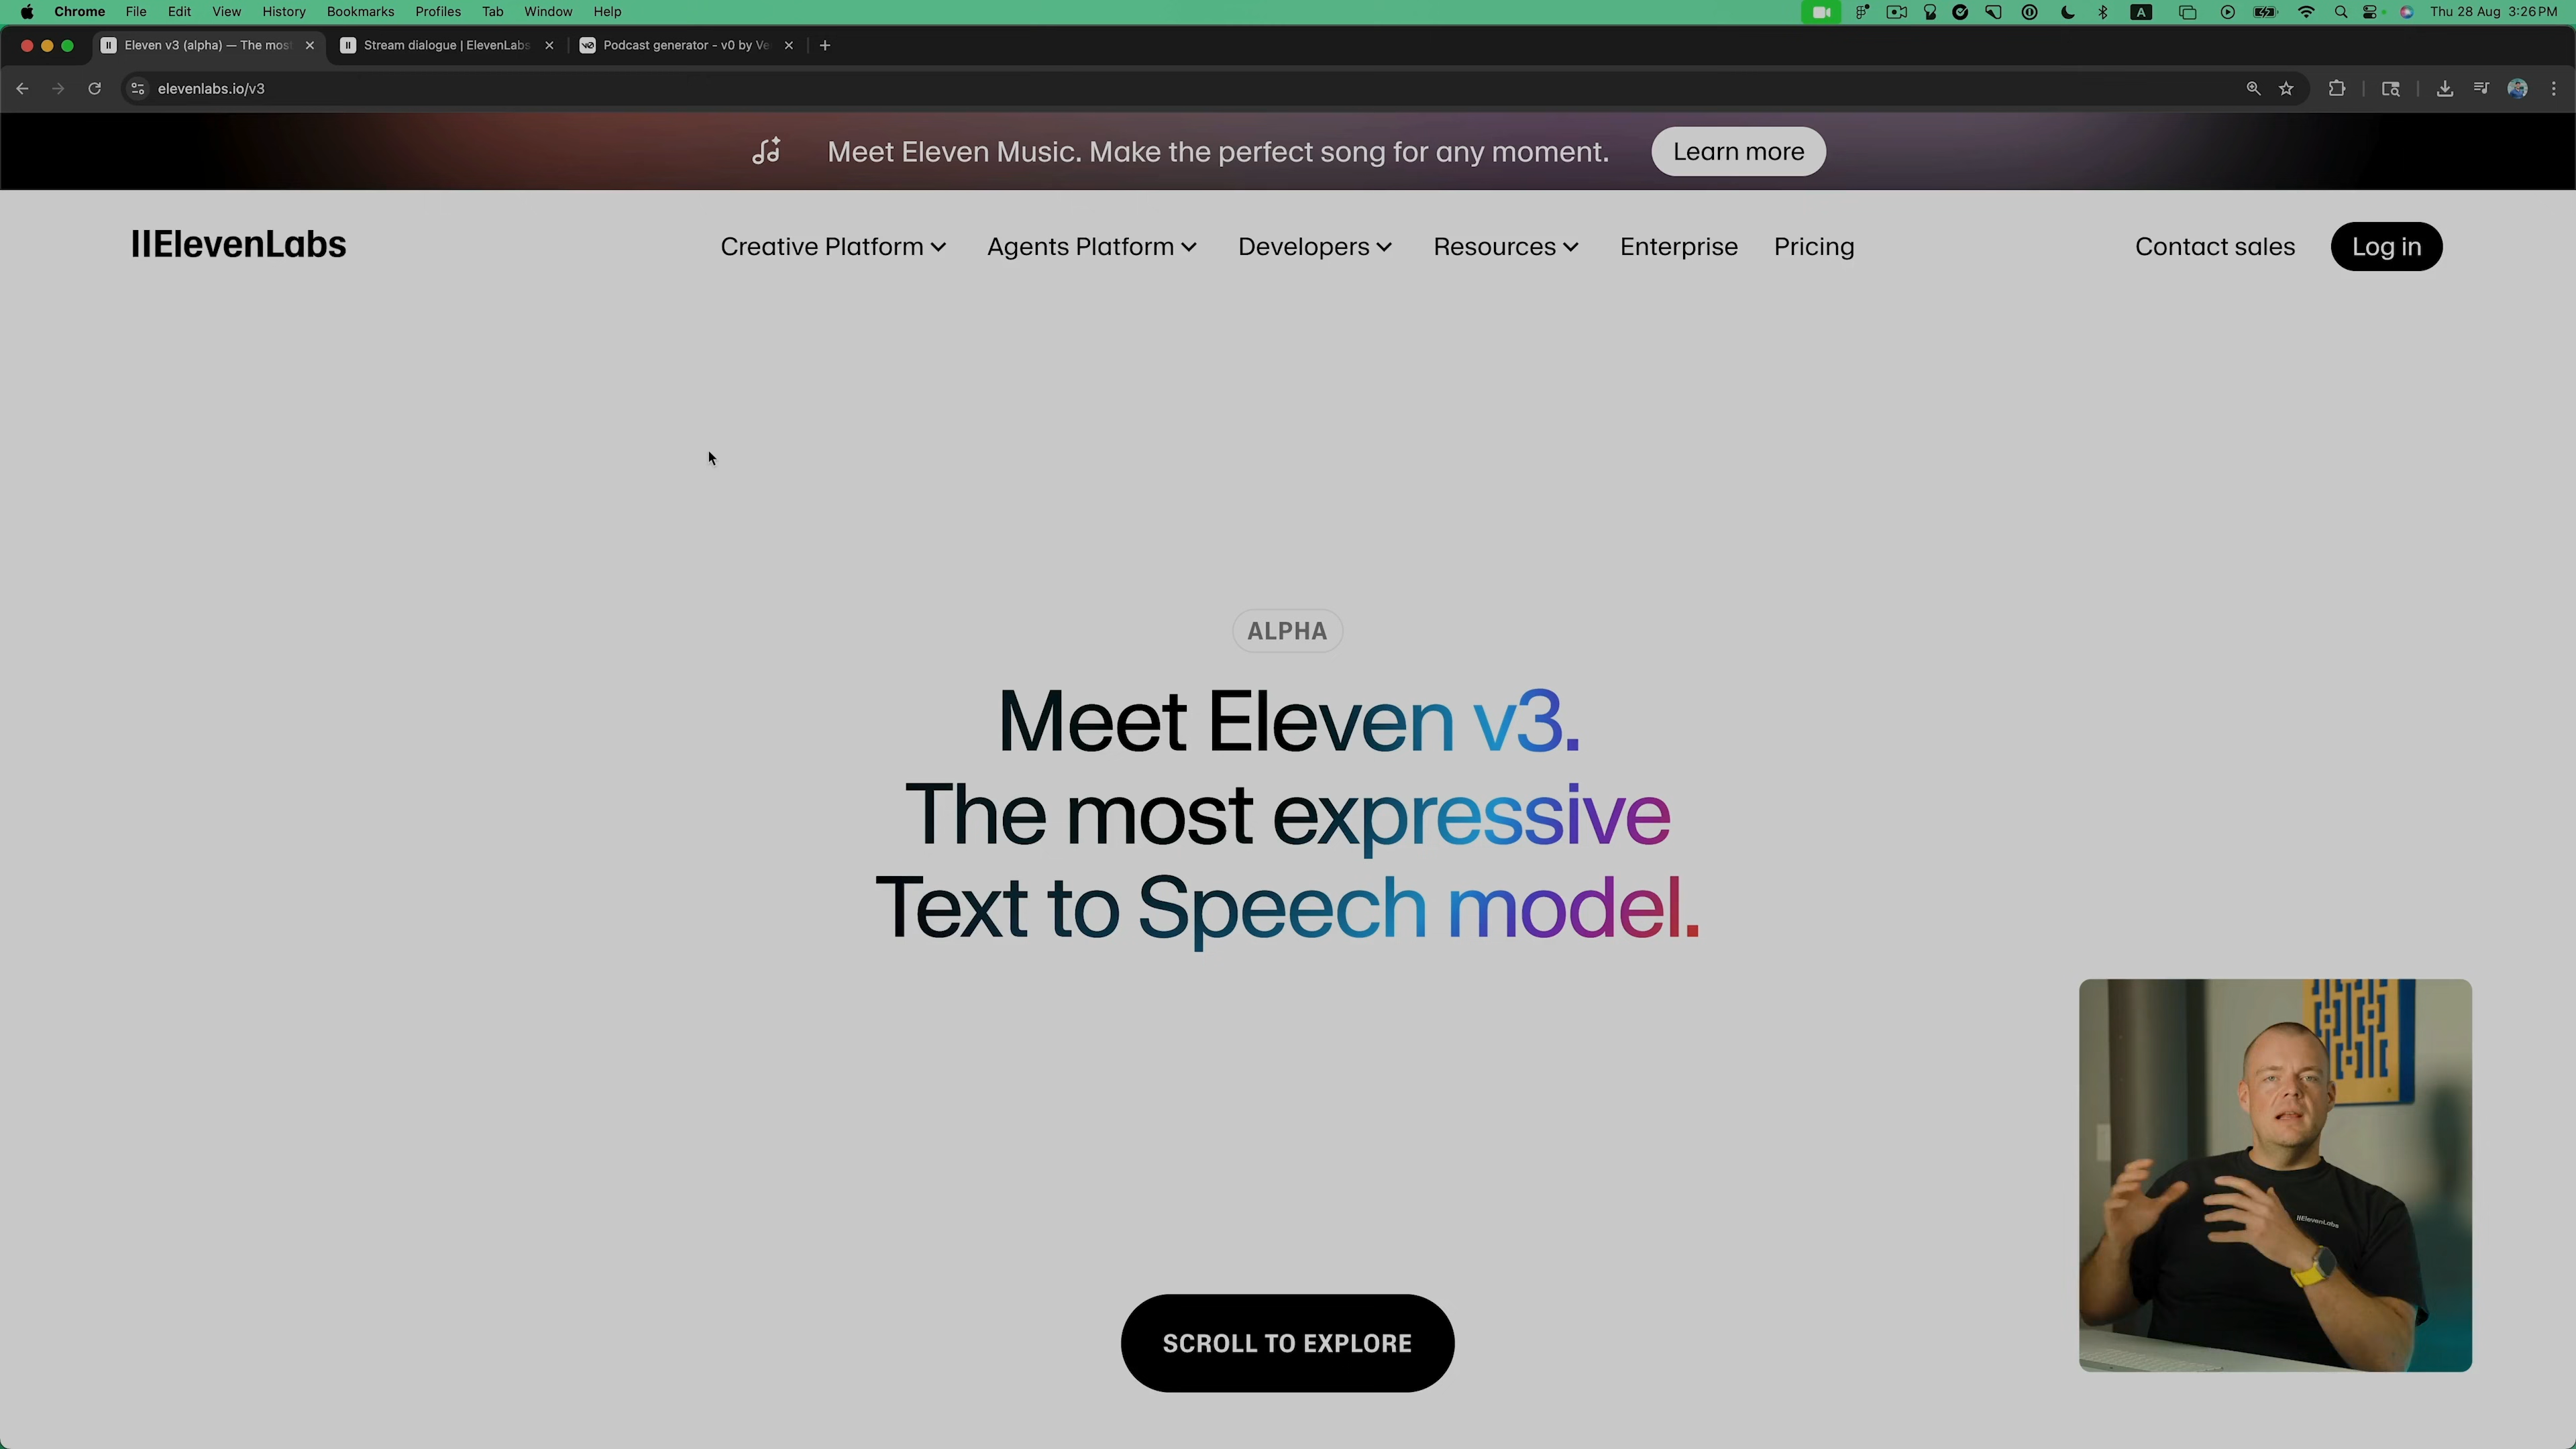 Chrome File Edit View History Bookmarks Profiles Tab Window Help
A
Thu 28 Aug 3:26 PM
Eleven v3 (alpha) — The most
Stream dialogue | ElevenLabs
Podcast generator - v0 by Ve
elevenlabs.io/v3
Meet Eleven Music. Make the perfect song for any moment.
Learn more
IIElevenLabs
Creative Platform
Agents Platform
Developers
Resources
Enterprise
Pricing
Contact sales
Log in
ALPHA
Meet Eleven v3.
The most expressive
Text to Speech model.
IIElevenLabs
SCROLL TO EXPLORE